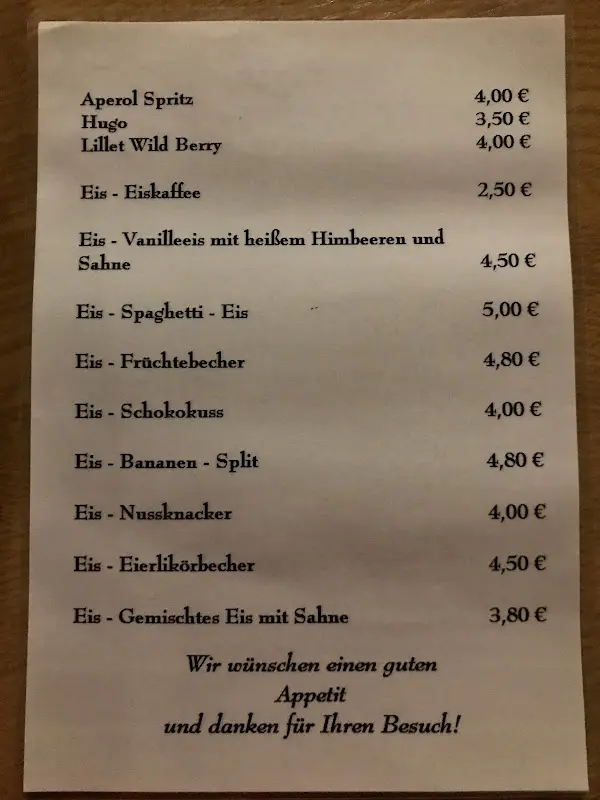 Aperol Spritz 4,00 €
Hugo 3,50 €
Lillet Wild Berry 4,00 €
Eis - Eiskaffee 2,50 €
Eis - Vanilleeis mit heißem Himbeeren und
Sahne 4,50 €
Eis - Spaghetti - Eis 5,00 €
Eis - Früchtebecher 4,80 €
Eis - Schokokuss 4,00 €
Eis - Bananen - Split 4,80 €
Eis - Nussknacker 4,00 €
Eis - Eierlikörbecher 4,50 €
Eis - Gemischtes Eis mit Sahne 3,80 €
Wir wünschen einen guten
Appetit
und danken für Ihren Besuch!